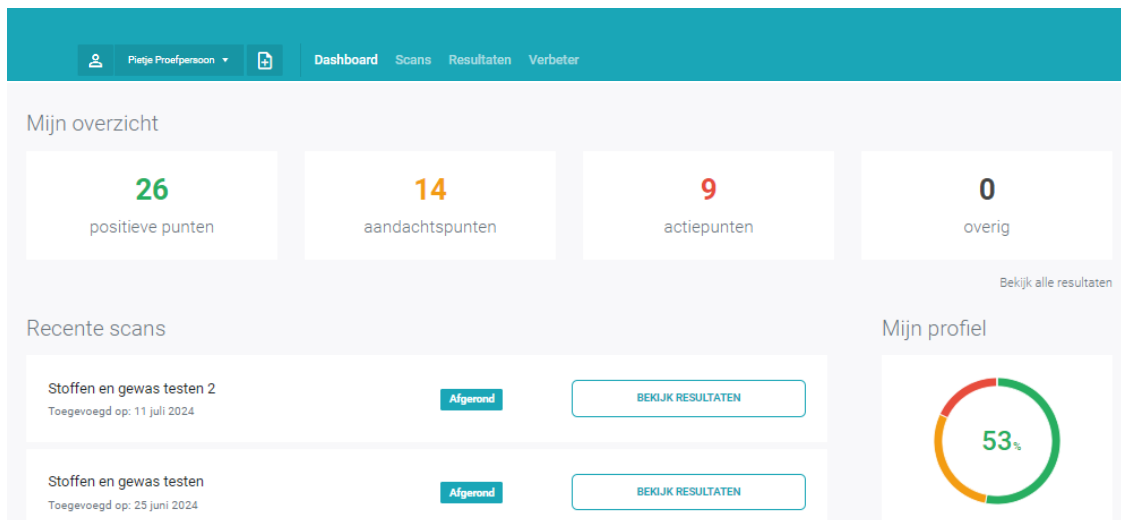 Pietje Proefpersoon
Dashboard Scans Resultaten Verbeter
Mijn overzicht
26 14 9 0
positieve punten aandachtspunten actiepunten overig
Bekijk alle resultaten
Recente scans Mijn profiel
Stoffen en gewas testen 2
Toegevoegd op: 11 juli 2024
Afgerond
BEKIJK RESULTATEN
53%
Stoffen en gewas testen
Toegevoegd op: 25 juni 2024
Afgerond
BEKIJK RESULTATEN